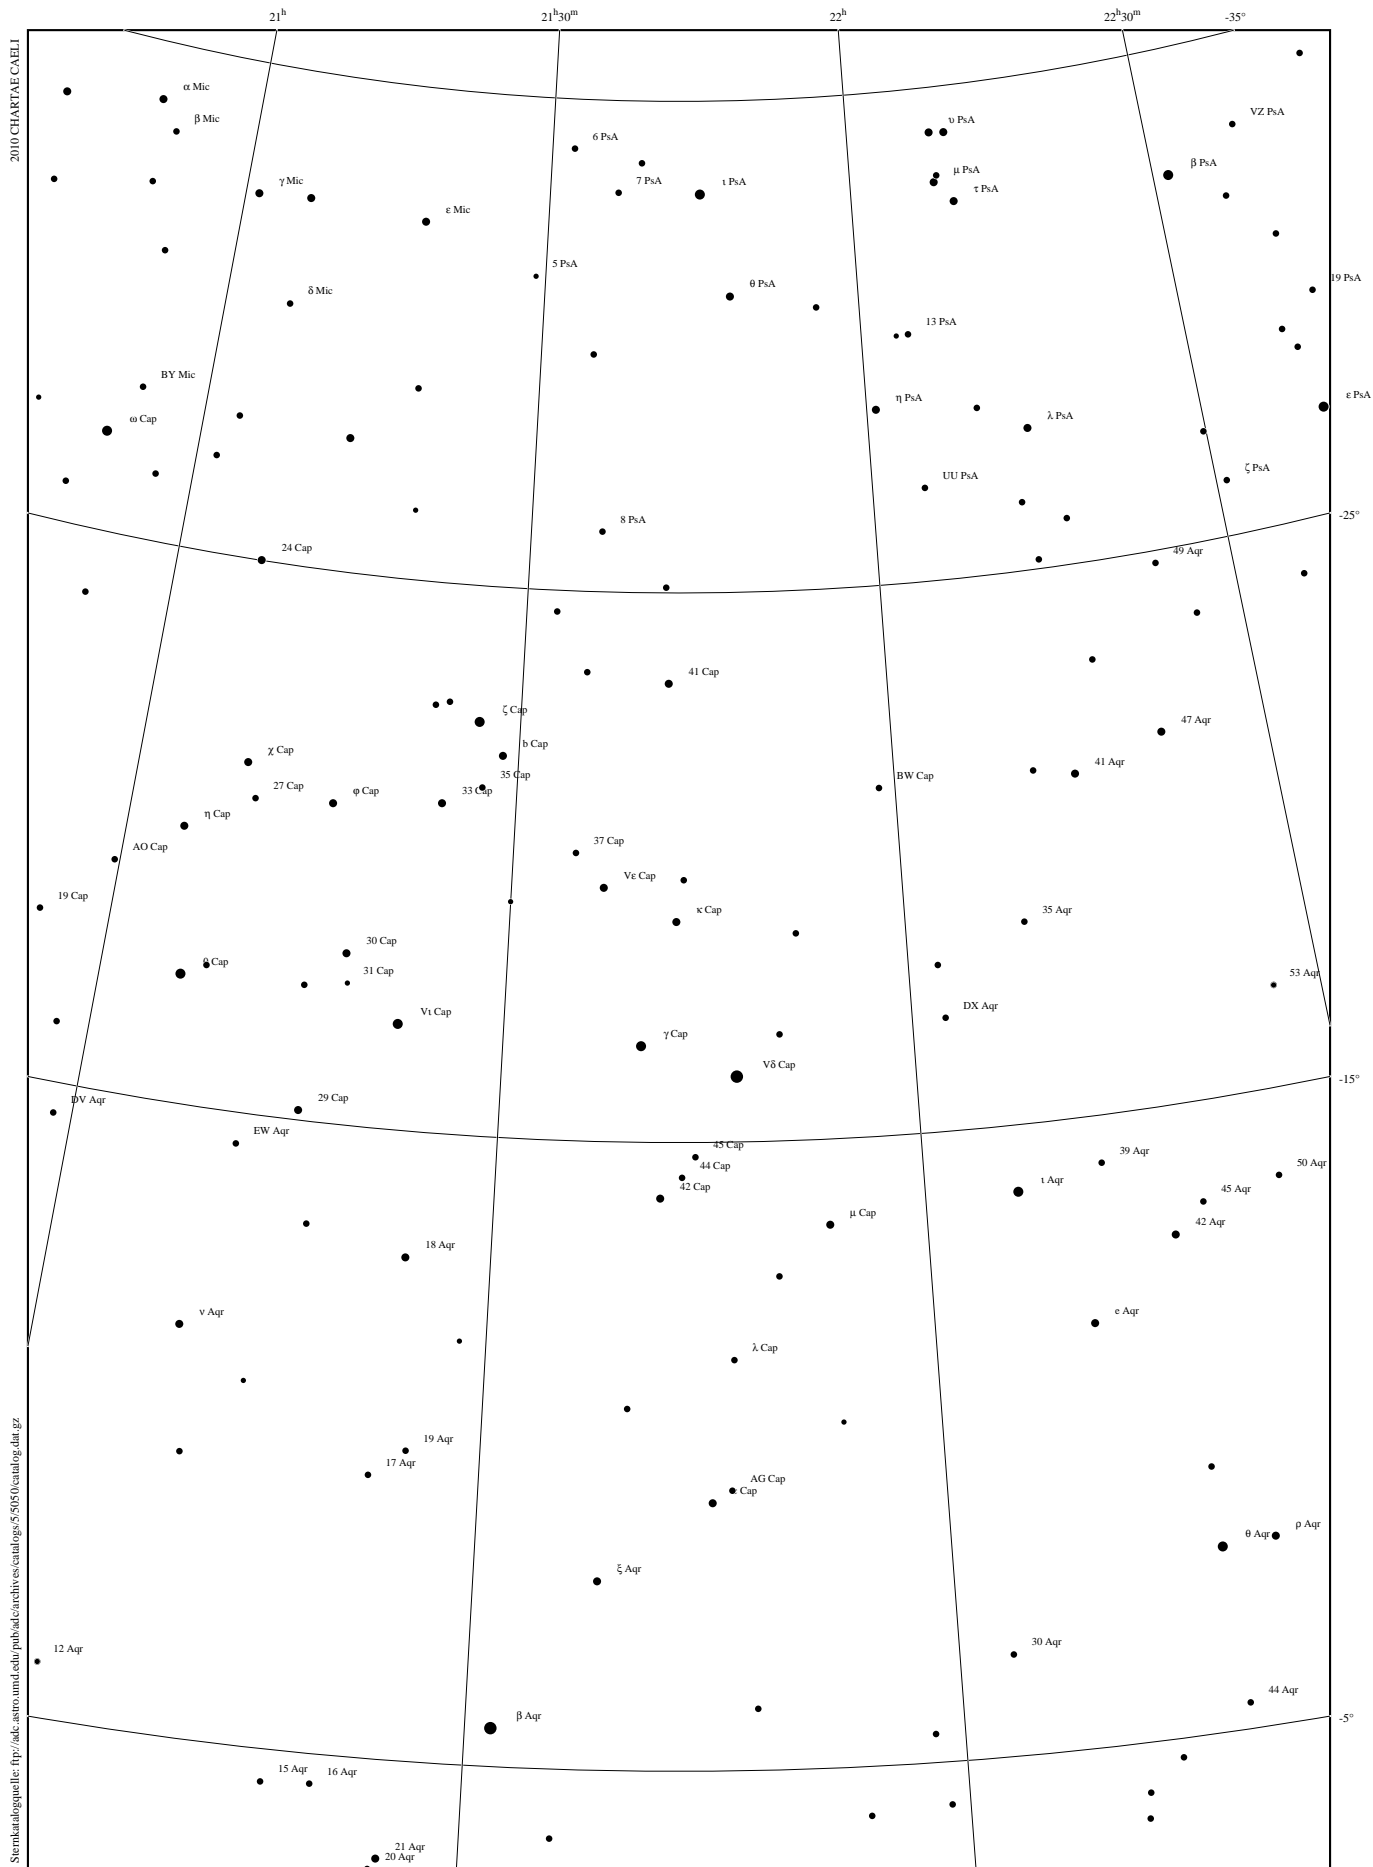 21h
21h30m
22h
22h30m
-35°
2010 CHARTAE CAELI
α Mic
β Mic
υ PsA
VZ PsA
6 PsA
β PsA
μ PsA
γ Mic
7 PsA
ι PsA
τ PsA
ε Mic
5 PsA
19 PsA
θ PsA
δ Mic
13 PsA
BY Mic
η PsA
ε PsA
λ PsA
ω Cap
ζ PsA
UU PsA
-25°
8 PsA
24 Cap
49 Aqr
41 Cap
ζ Cap
47 Aqr
b Cap
χ Cap
41 Aqr
35 Cap
BW Cap
27 Cap
φ Cap
33 Cap
η Cap
37 Cap
AO Cap
Vε Cap
19 Cap
κ Cap
35 Aqr
30 Cap
θ Cap
31 Cap
53 Aqr
DX Aqr
Vι Cap
γ Cap
Vδ Cap
-15°
29 Cap
DV Aqr
EW Aqr
45 Cap
39 Aqr
44 Cap
50 Aqr
42 Cap
ι Aqr
45 Aqr
μ Cap
42 Aqr
18 Aqr
ν Aqr
e Aqr
λ Cap
19 Aqr
17 Aqr
AG Cap
Cap
ρ Aqr
θ Aqr
ξ Aqr
12 Aqr
30 Aqr
44 Aqr
β Aqr
-5°
15 Aqr
16 Aqr
21 Aqr
20 Aqr
Sternkatalogquelle: ftp://adc.astro.umd.edu/pub/adc/archives/catalogs/5/5050/catalog.dat.gz